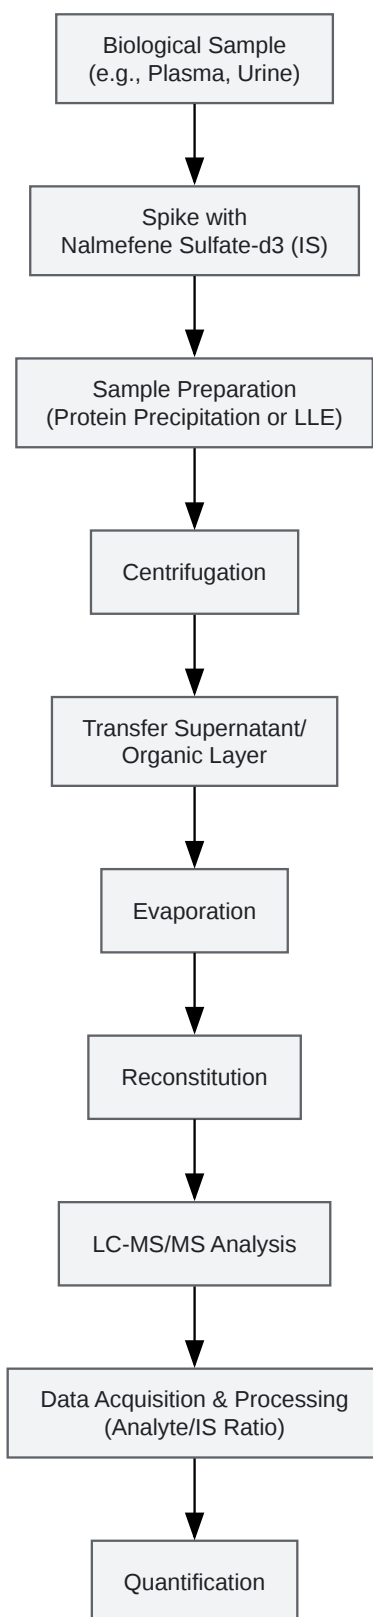 Biological Sample
(e.g., Plasma, Urine)
Spike with
Nalmefene Sulfate-d3 (IS)
Sample Preparation
(Protein Precipitation or LLE)
Centrifugation
Transfer Supernatant/
Organic Layer
Evaporation
Reconstitution
LC-MS/MS Analysis
Data Acquisition & Processing
(Analyte/IS Ratio)
Quantification